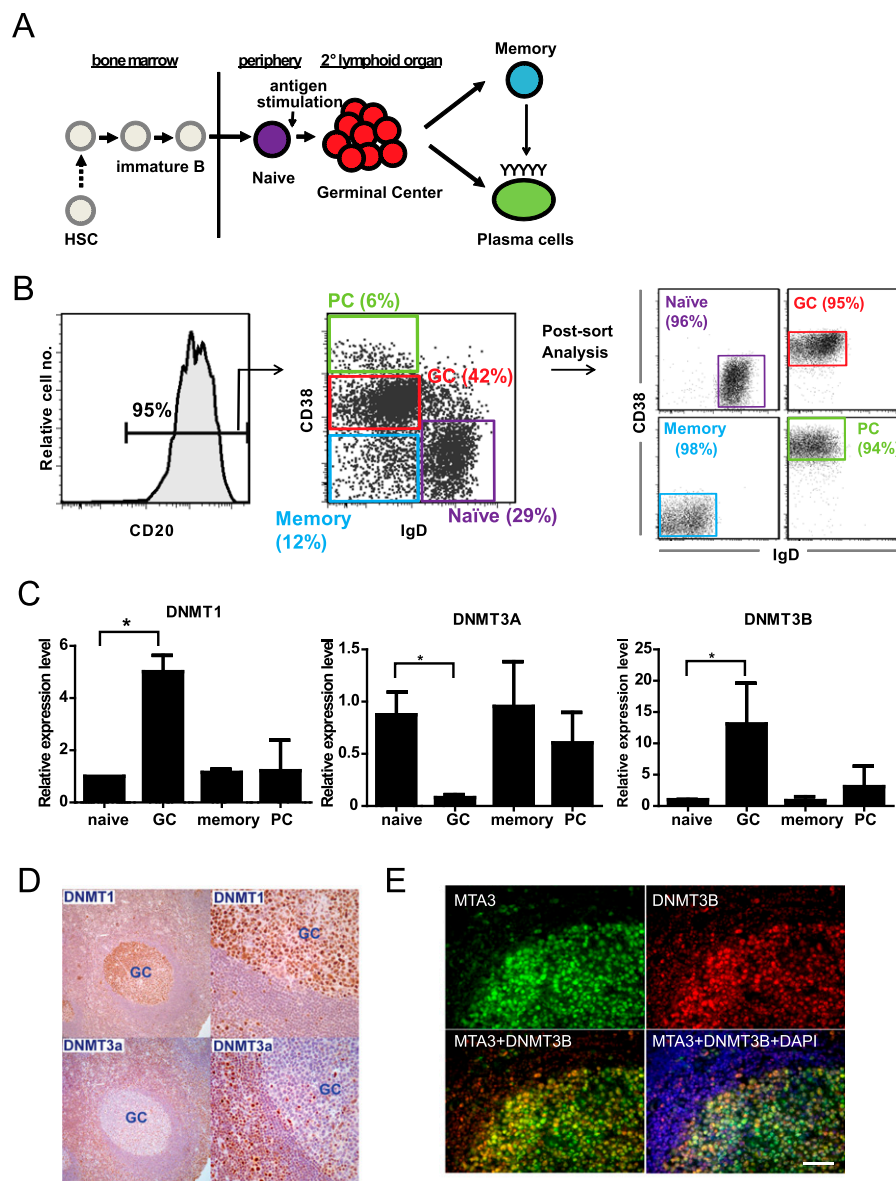 A
bone marrow
periphery
2° lymphoid organ
Memory
antigen
stimulation
immature B
Naive
Germinal Center
HSC
Plasma cells
B
PC (6%)
GC (42%)
95%
Relative cell no.
CD20
CD38
Memory
(12%)
IgD
Naïve (29%)
Post-sort
Analysis
Naïve
(96%)
GC (95%)
CD38
Memory
(98%)
PC
(94%)
IgD
C
DNMT1
Relative expression level
6
4
2
0
*
naive GC memory PC
DNMT3A
Relative expression level
1.5
1.0
0.5
0
*
naive GC memory PC
DNMT3B
Relative expression level
25
20
15
10
5
0
*
naive GC memory PC
D
DNMT1
GC
DNMT1
GC
DNMT3a
GC
DNMT3a
GC
E
MTA3
DNMT3B
MTA3+DNMT3B
MTA3+DNMT3B+DAPI